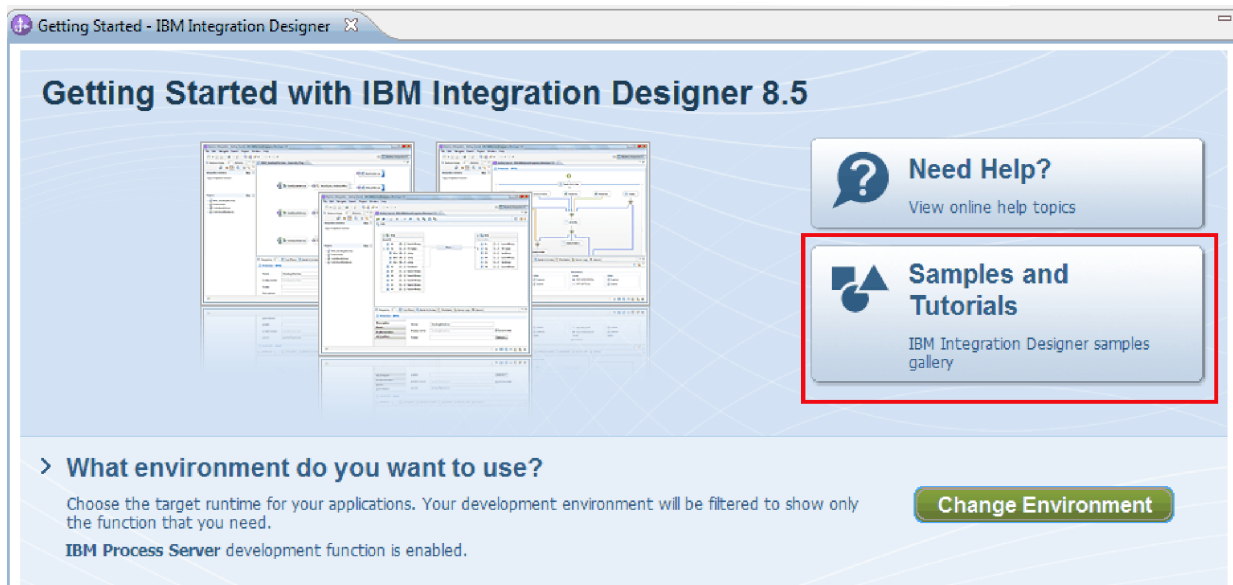 Getting Started - IBM Integration Designer
Getting Started with IBM Integration Designer 8.5
Need Help?
View online help topics
Samples and
Tutorials
IBM Integration Designer samples
gallery
What environment do you want to use?
Choose the target runtime for your applications. Your development environment will be filtered to show only
the function that you need.
IBM Process Server development function is enabled.
Change Environment